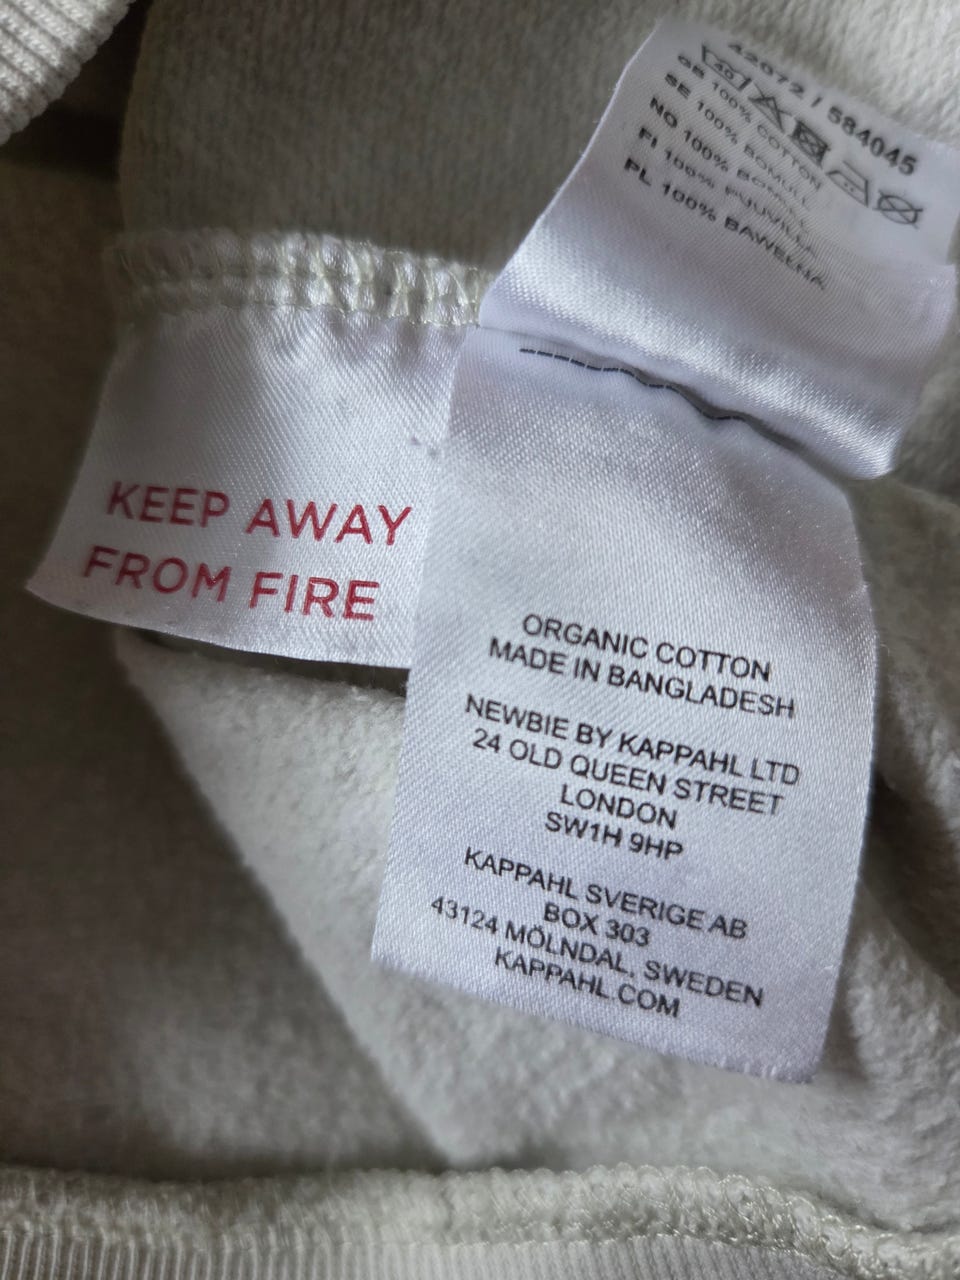 42072 / 584045
40
GB 100% COTTON
SE 100% BOMULL
NO 100% BOMULL
FI 100% PUUVILLA
PL 100% BAWEŁNA
KEEP AWAY
FROM FIRE
ORGANIC COTTON
MADE IN BANGLADESH
NEWBIE BY KAPPAHL LTD
24 OLD QUEEN STREET
LONDON
SW1H 9HP
KAPPAHL SVERIGE AB
BOX 303
43124 MÖLNDAL, SWEDEN
KAPPAHL.COM